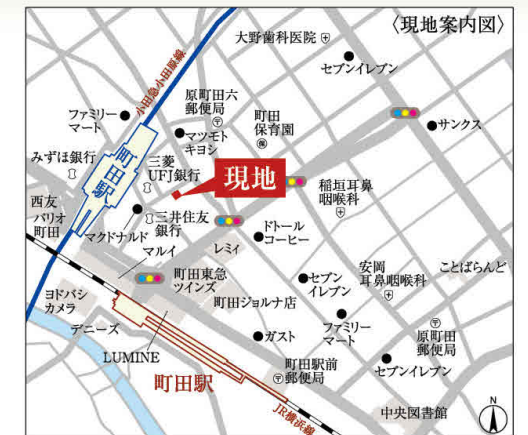 〈現地案内図〉
大野歯科医院
セブンイレブン
小田急小田原線
ファミリー
マート
原町田六
郵便局
町田
保育園
サンクス
マツモト
キヨシ
みずほ銀行
町田駅
三菱
UFJ銀行
現地
稲垣耳鼻
咽喉科
西友
パリオ
町田
マクドナルド
三井住友
銀行
ドトール
コーヒー
マルイ
レミィ
安岡
耳鼻咽喉科
ことばらんど
町田東急
ツインズ
セブン
イレブン
ヨドバシ
カメラ
町田ジョルナ店
デニーズ
ファミリー
マート
原町田
郵便局
ガスト
LUMINE
セブンイレブン
町田駅
町田駅前
郵便局
JR横浜線
中央図書館
N